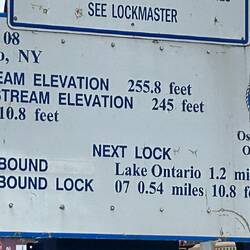 SEE LOCKMASTER
08
, NY
EAM ELEVATION 255.8 feet
STREAM ELEVATION 245 feet
10.8 feet
Os
NEXT LOCK
BOUND Lake Ontario 1.2 mi
BOUND LOCK 07 0.54 miles 10.8 f